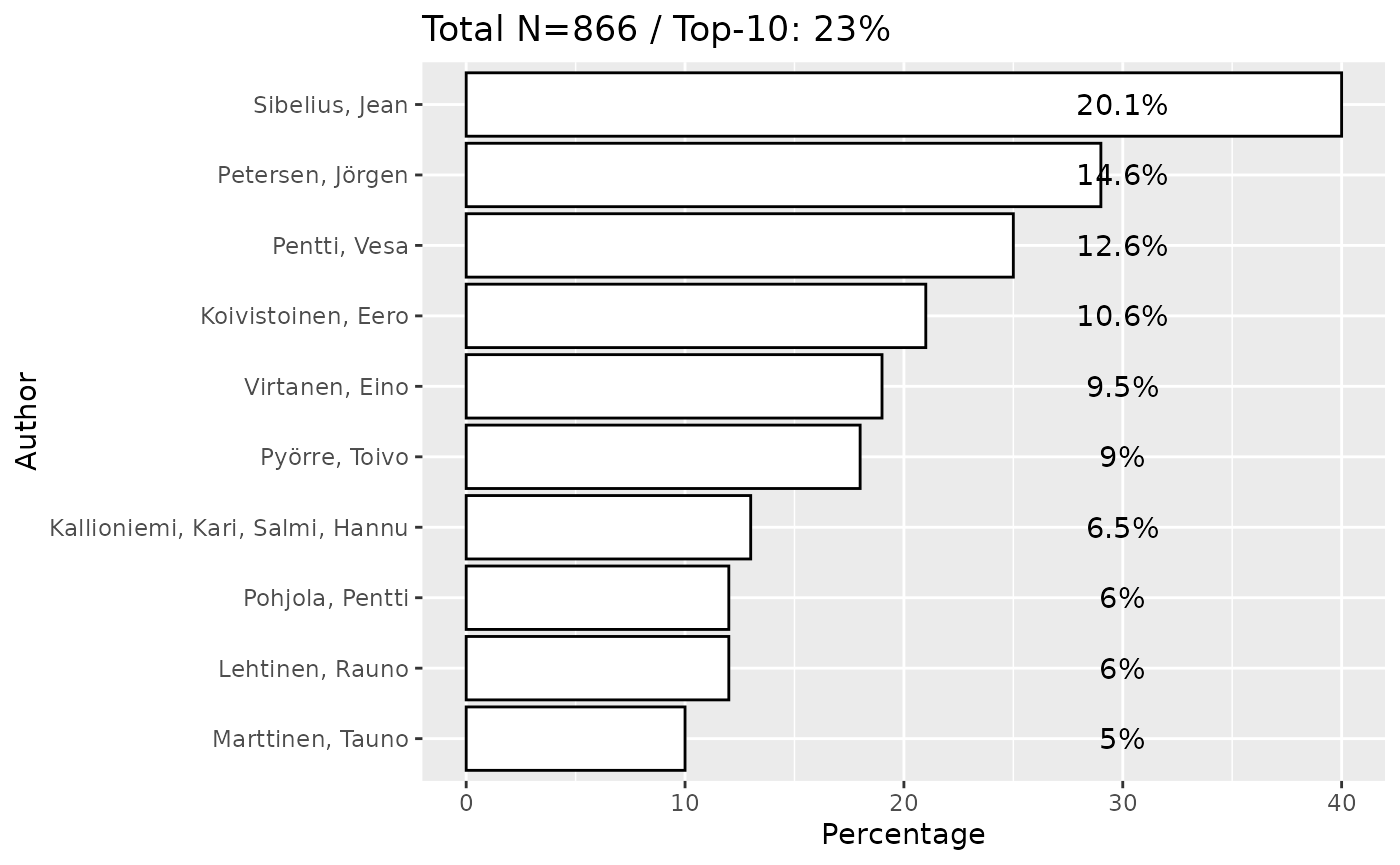 Total N=866 / Top-10: 23%
Author
Sibelius, Jean 20.1%
Petersen, Jörgen 14.6%
Pentti, Vesa 12.6%
Koivistoinen, Eero 10.6%
Virtanen, Eino 9.5%
Pyörre, Toivo 9%
Kallioniemi, Kari, Salmi, Hannu 6.5%
Pohjola, Pentti 6%
Lehtinen, Rauno 6%
Marttinen, Tauno 5%
0 10 20 30 40
Percentage